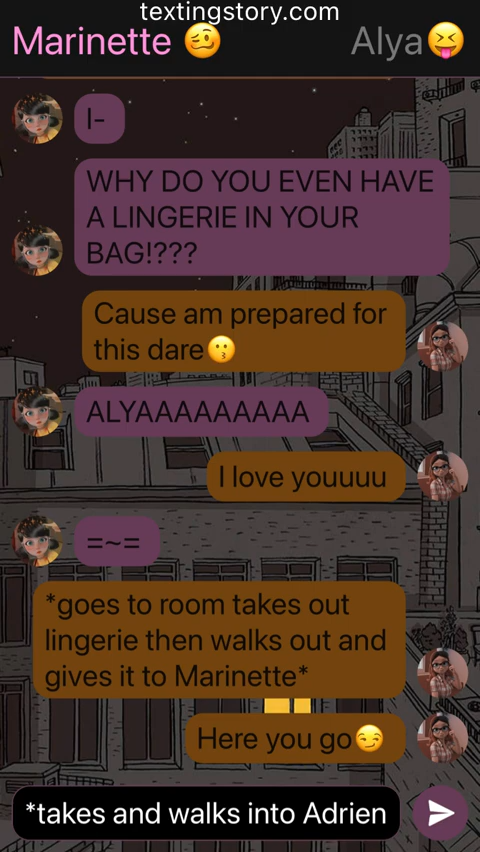 textingstory.com
Marinette 🥴
Alya😝
I-
WHY DO YOU EVEN HAVE
A LINGERIE IN YOUR
BAG!???
Cause am prepared for
this dare😗
ALYAAAAAAAAA
I love youuuu
=~=
*goes to room takes out
lingerie then walks out and
gives it to Marinette*
Here you go😏
*takes and walks into Adrien